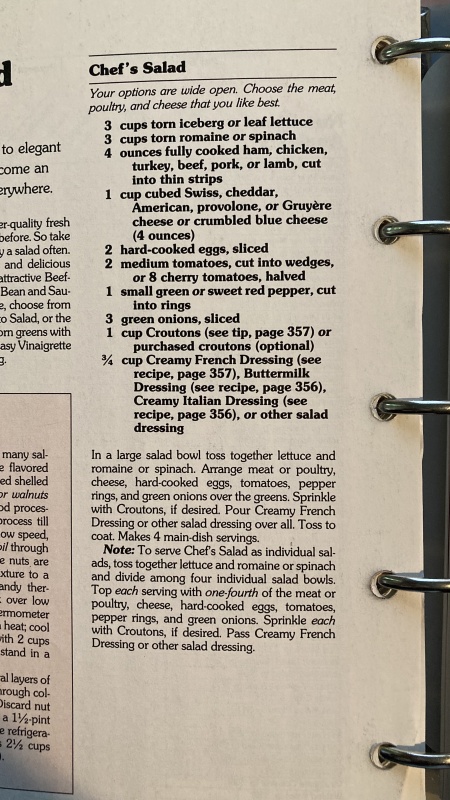 d
to elegant
come an
erywhere.
er-quality fresh
before. So take
y a salad often.
and delicious
attractive Beef-
Bean and Sau-
e, choose from
to Salad, or the
om greens with
asy Vinaigrette
g.
many sal-
e flavored
ed shelled
or walnuts
od proces-
process till
ow speed,
oil through
e nuts are
xture to a
andy ther-
over low
ermometer
heat; cool
with 2 cups
stand in a
al layers of
hrough col-
Discard nut
a 1½-pint
e refrigera-
s 2½ cups
).
Chef's Salad
Your options are wide open. Choose the meat,
poultry, and cheese that you like best.
3 cups torn iceberg or leaf lettuce
3 cups torn romaine or spinach
4 ounces fully cooked ham, chicken,
turkey, beef, pork, or lamb, cut
into thin strips
1 cup cubed Swiss, cheddar,
American, provolone, or Gruyère
cheese or crumbled blue cheese
(4 ounces)
2 hard-cooked eggs, sliced
2 medium tomatoes, cut into wedges,
or 8 cherry tomatoes, halved
1 small green or sweet red pepper, cut
into rings
3 green onions, sliced
1 cup Croutons (see tip, page 357) or
purchased croutons (optional)
¾ cup Creamy French Dressing (see
recipe, page 357), Buttermilk
Dressing (see recipe, page 356),
Creamy Italian Dressing (see
recipe, page 356), or other salad
dressing
In a large salad bowl toss together lettuce and
romaine or spinach. Arrange meat or poultry,
cheese, hard-cooked eggs, tomatoes, pepper
rings, and green onions over the greens. Sprinkle
with Croutons, if desired. Pour Creamy French
Dressing or other salad dressing over all. Toss to
coat. Makes 4 main-dish servings.
Note: To serve Chef's Salad as individual sal-
ads, toss together lettuce and romaine or spinach
and divide among four individual salad bowls.
Top each serving with one-fourth of the meat or
poultry, cheese, hard-cooked eggs, tomatoes,
pepper rings, and green onions. Sprinkle each
with Croutons, if desired. Pass Creamy French
Dressing or other salad dressing.